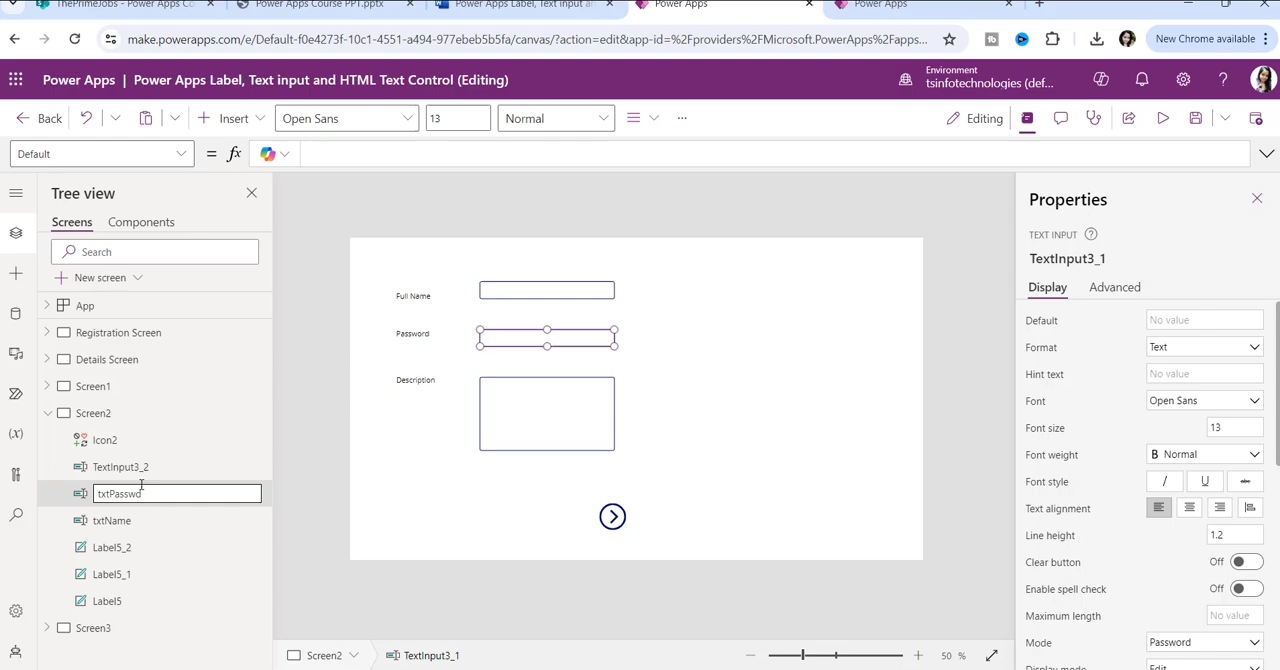 ThePrimeJobs - Power Apps Co
Power Apps Course PPT.pptx
Power Apps Label, Text input an
Power Apps
Power Apps
make.powerapps.com/e/Default-f0e4273f-10c1-4551-a494-977ebeb5b5fa/canvas/?action=edit&app-id=%2Fproviders%2FMicrosoft.PowerApps%2Fapps...
New Chrome available
Power Apps | Power Apps Label, Text input and HTML Text Control (Editing)
Environment
tsinfotechnologies (def...
Back
Insert
Open Sans
13
Normal
Editing
Default
= fx
Tree view
Screens Components
Search
New screen
App
Registration Screen
Details Screen
Screen1
Screen2
Icon2
TextInput3_2
txtPasswd
txtName
Label5_2
Label5_1
Label5
Screen3
Full Name
Password
Description
Screen2
TextInput3_1
50 %
Properties
TEXT INPUT
TextInput3_1
Display Advanced
Default No value
Format Text
Hint text No value
Font Open Sans
Font size 13
Font weight B Normal
Font style / U abc
Text alignment
Line height 1.2
Clear button Off
Enable spell check Off
Maximum length No value
Mode Password
Display mode Edit